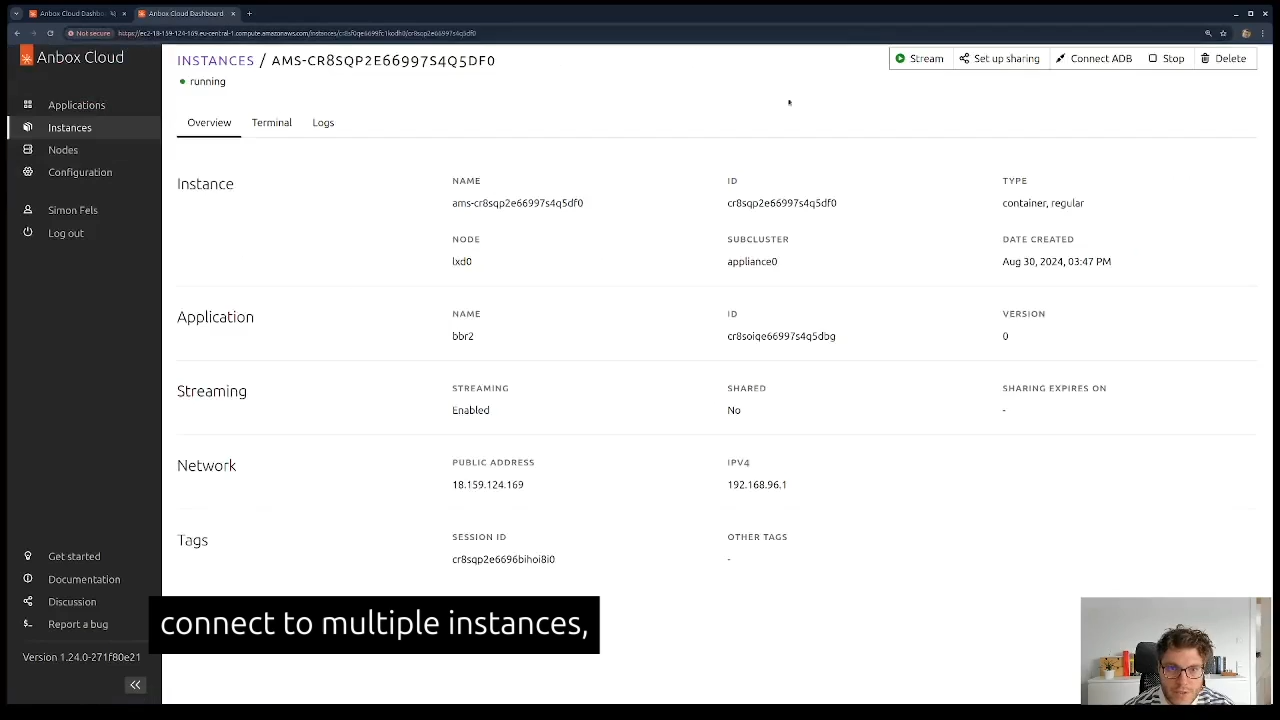 Anbox Cloud Dashbo
Anbox Cloud Dashboard
Not secure
Anbox Cloud
Applications
Instances
Nodes
Configuration
Simon Fels
Log out
Get started
Documentation
Discussion
Report a bug
Version 1.24.0-271f80e21
INSTANCES / AMS-CR8SQP2E66997S4Q5DF0
running
Stream
Set up sharing
Connect ADB
Stop
Delete
Overview
Terminal
Logs
Instance
NAME
ams-cr8sqp2e66997s4q5df0
ID
cr8sqp2e66997s4q5df0
TYPE
container, regular
NODE
lxd0
SUBCLUSTER
appliance0
DATE CREATED
Aug 30, 2024, 03:47 PM
Application
NAME
bbr2
ID
cr8soiqe66997s4q5dbg
VERSION
0
Streaming
STREAMING
Enabled
SHARED
No
SHARING EXPIRES ON
-
Network
PUBLIC ADDRESS
18.159.124.169
IPV4
192.168.96.1
Tags
SESSION ID
cr8sqp2e6696bihoi8i0
OTHER TAGS
-
connect to multiple instances,